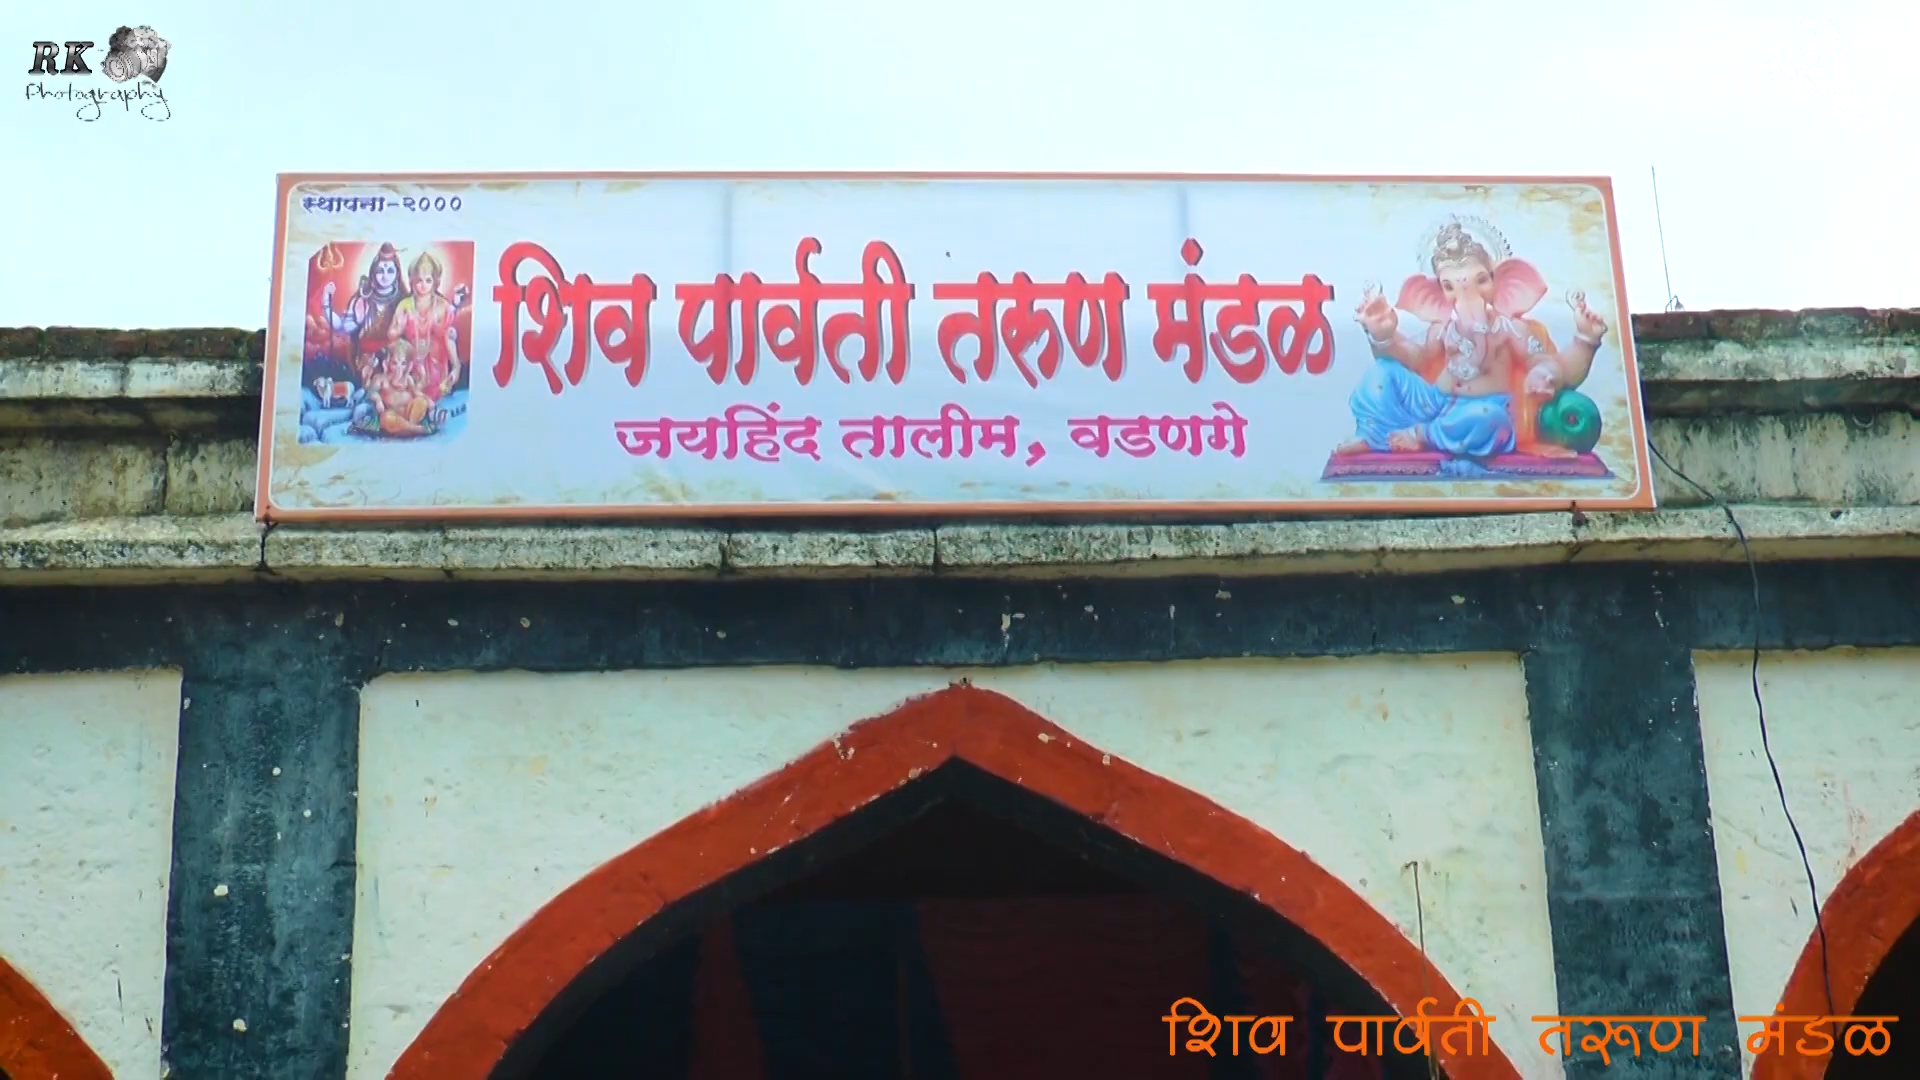 RK
Photography
स्थापना-२०००
शिव पार्वती तरुण मंडळ
जयहिंद तालीम, वडणगे
शिव पार्वती तरूण मंडळ